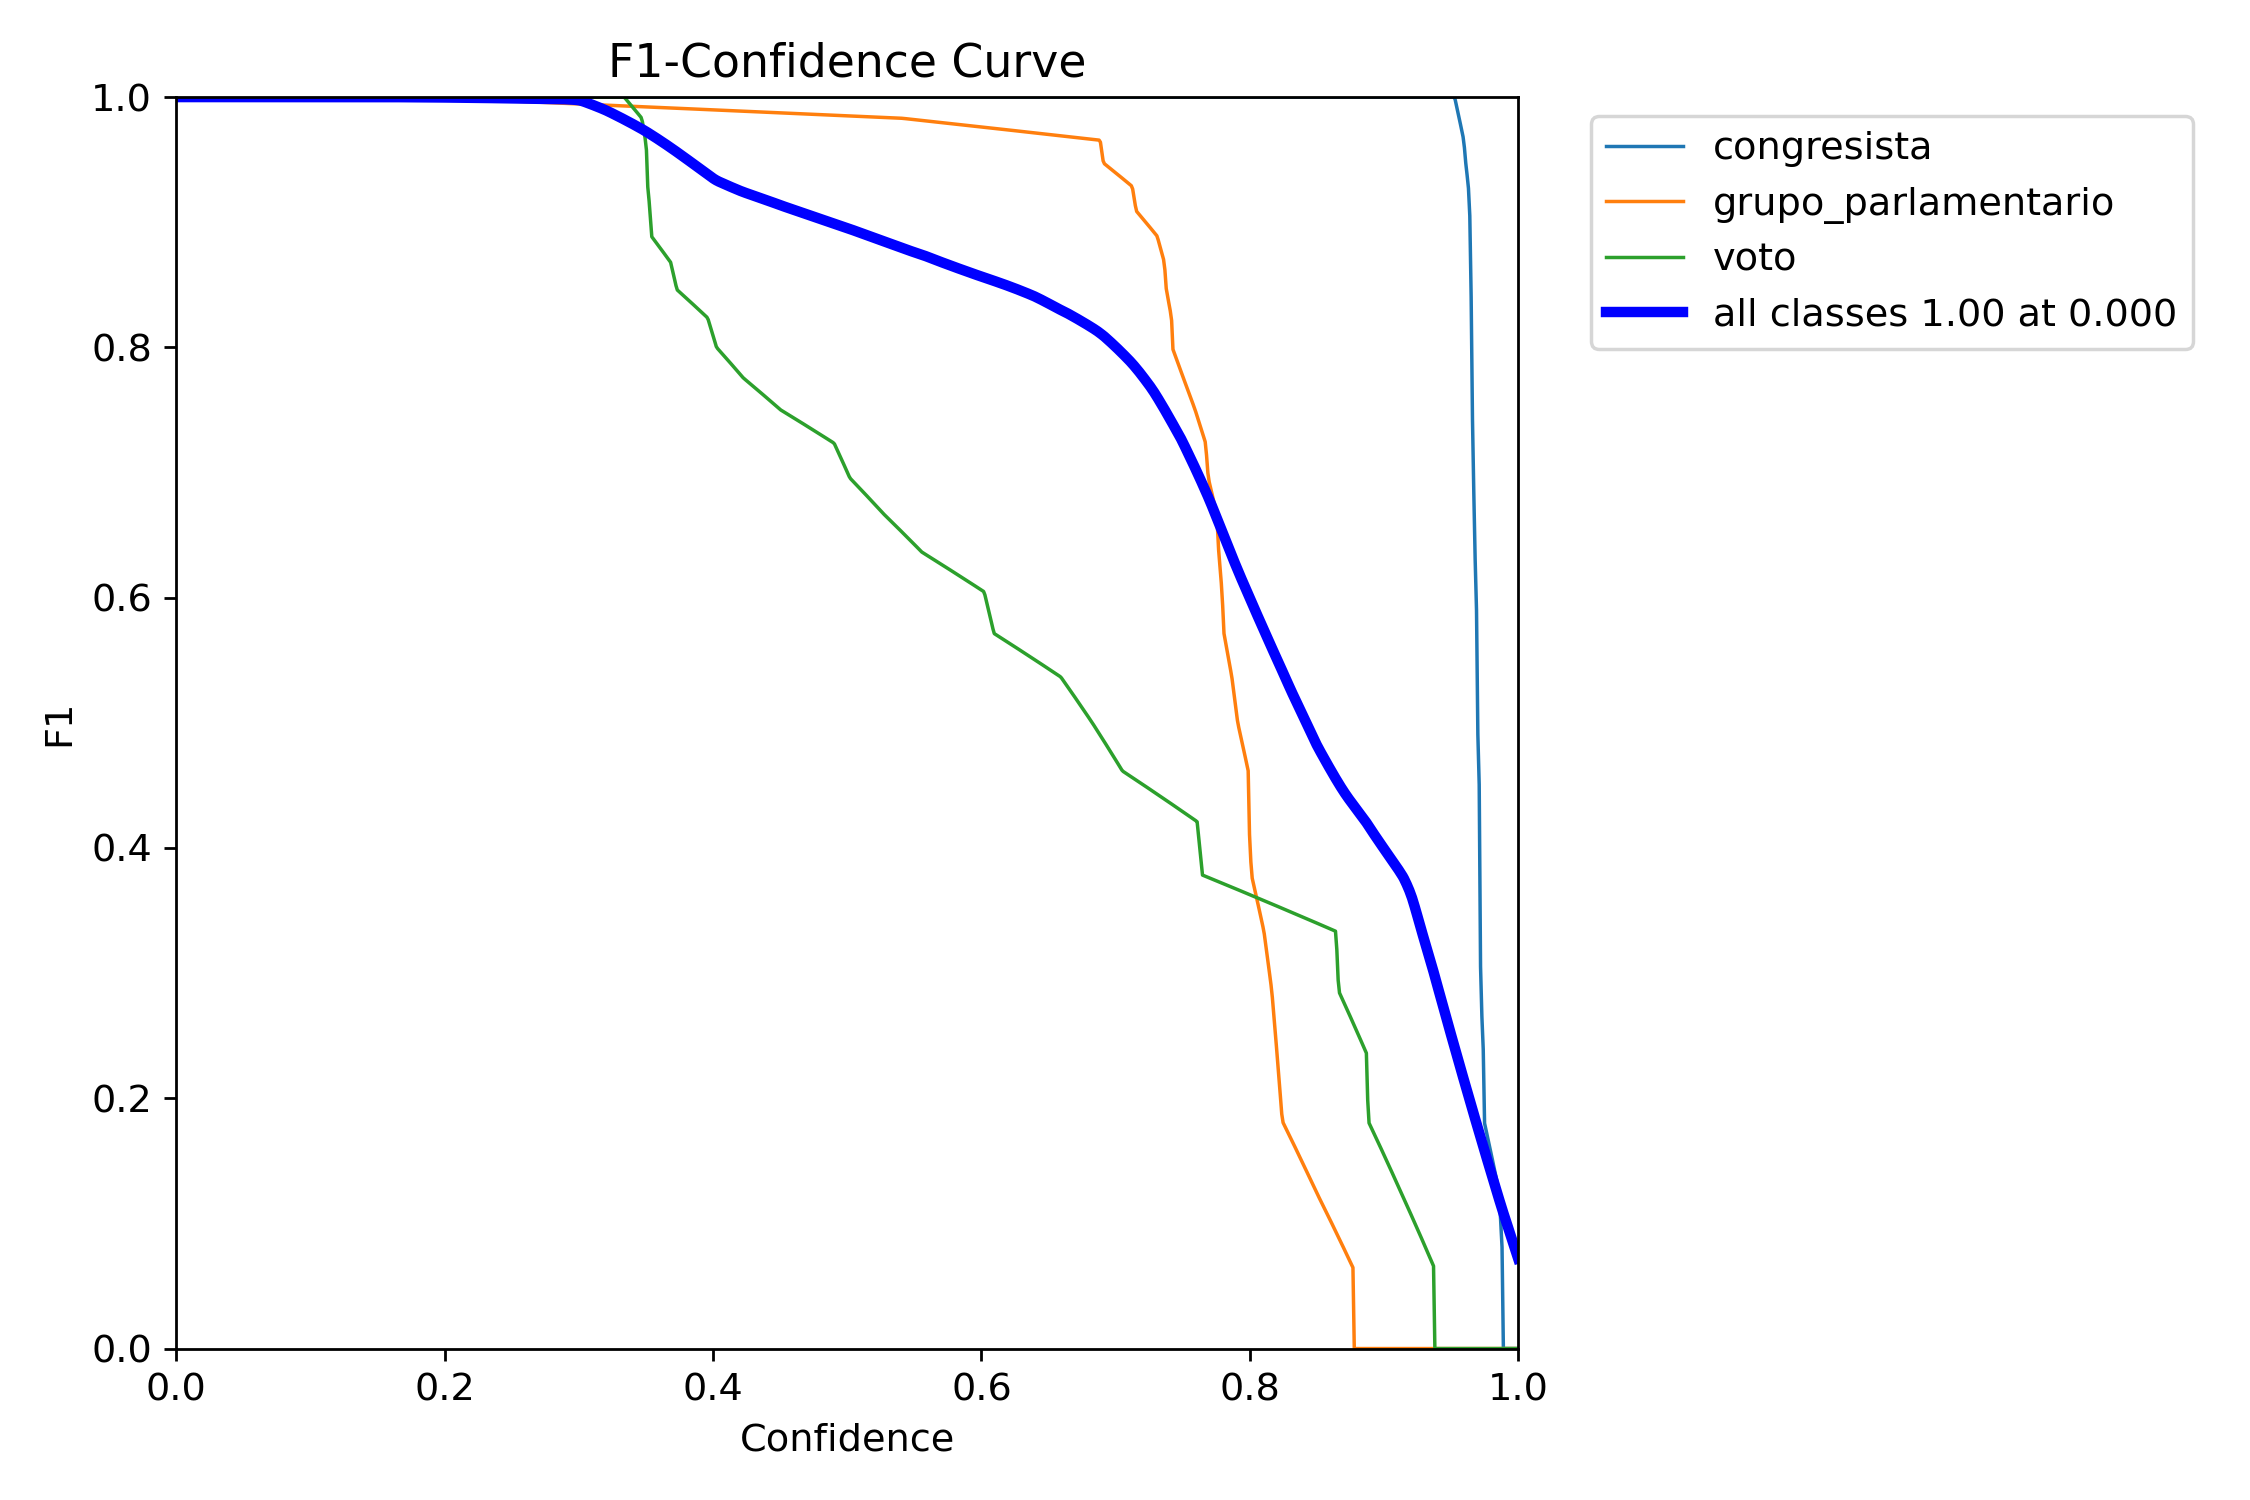 F1-Confidence Curve
1.0
0.8
0.6
0.4
0.2
0.0
F1
0.0 0.2 0.4 0.6 0.8 1.0
Confidence
congresista
grupo_parlamentario
voto
all classes 1.00 at 0.000